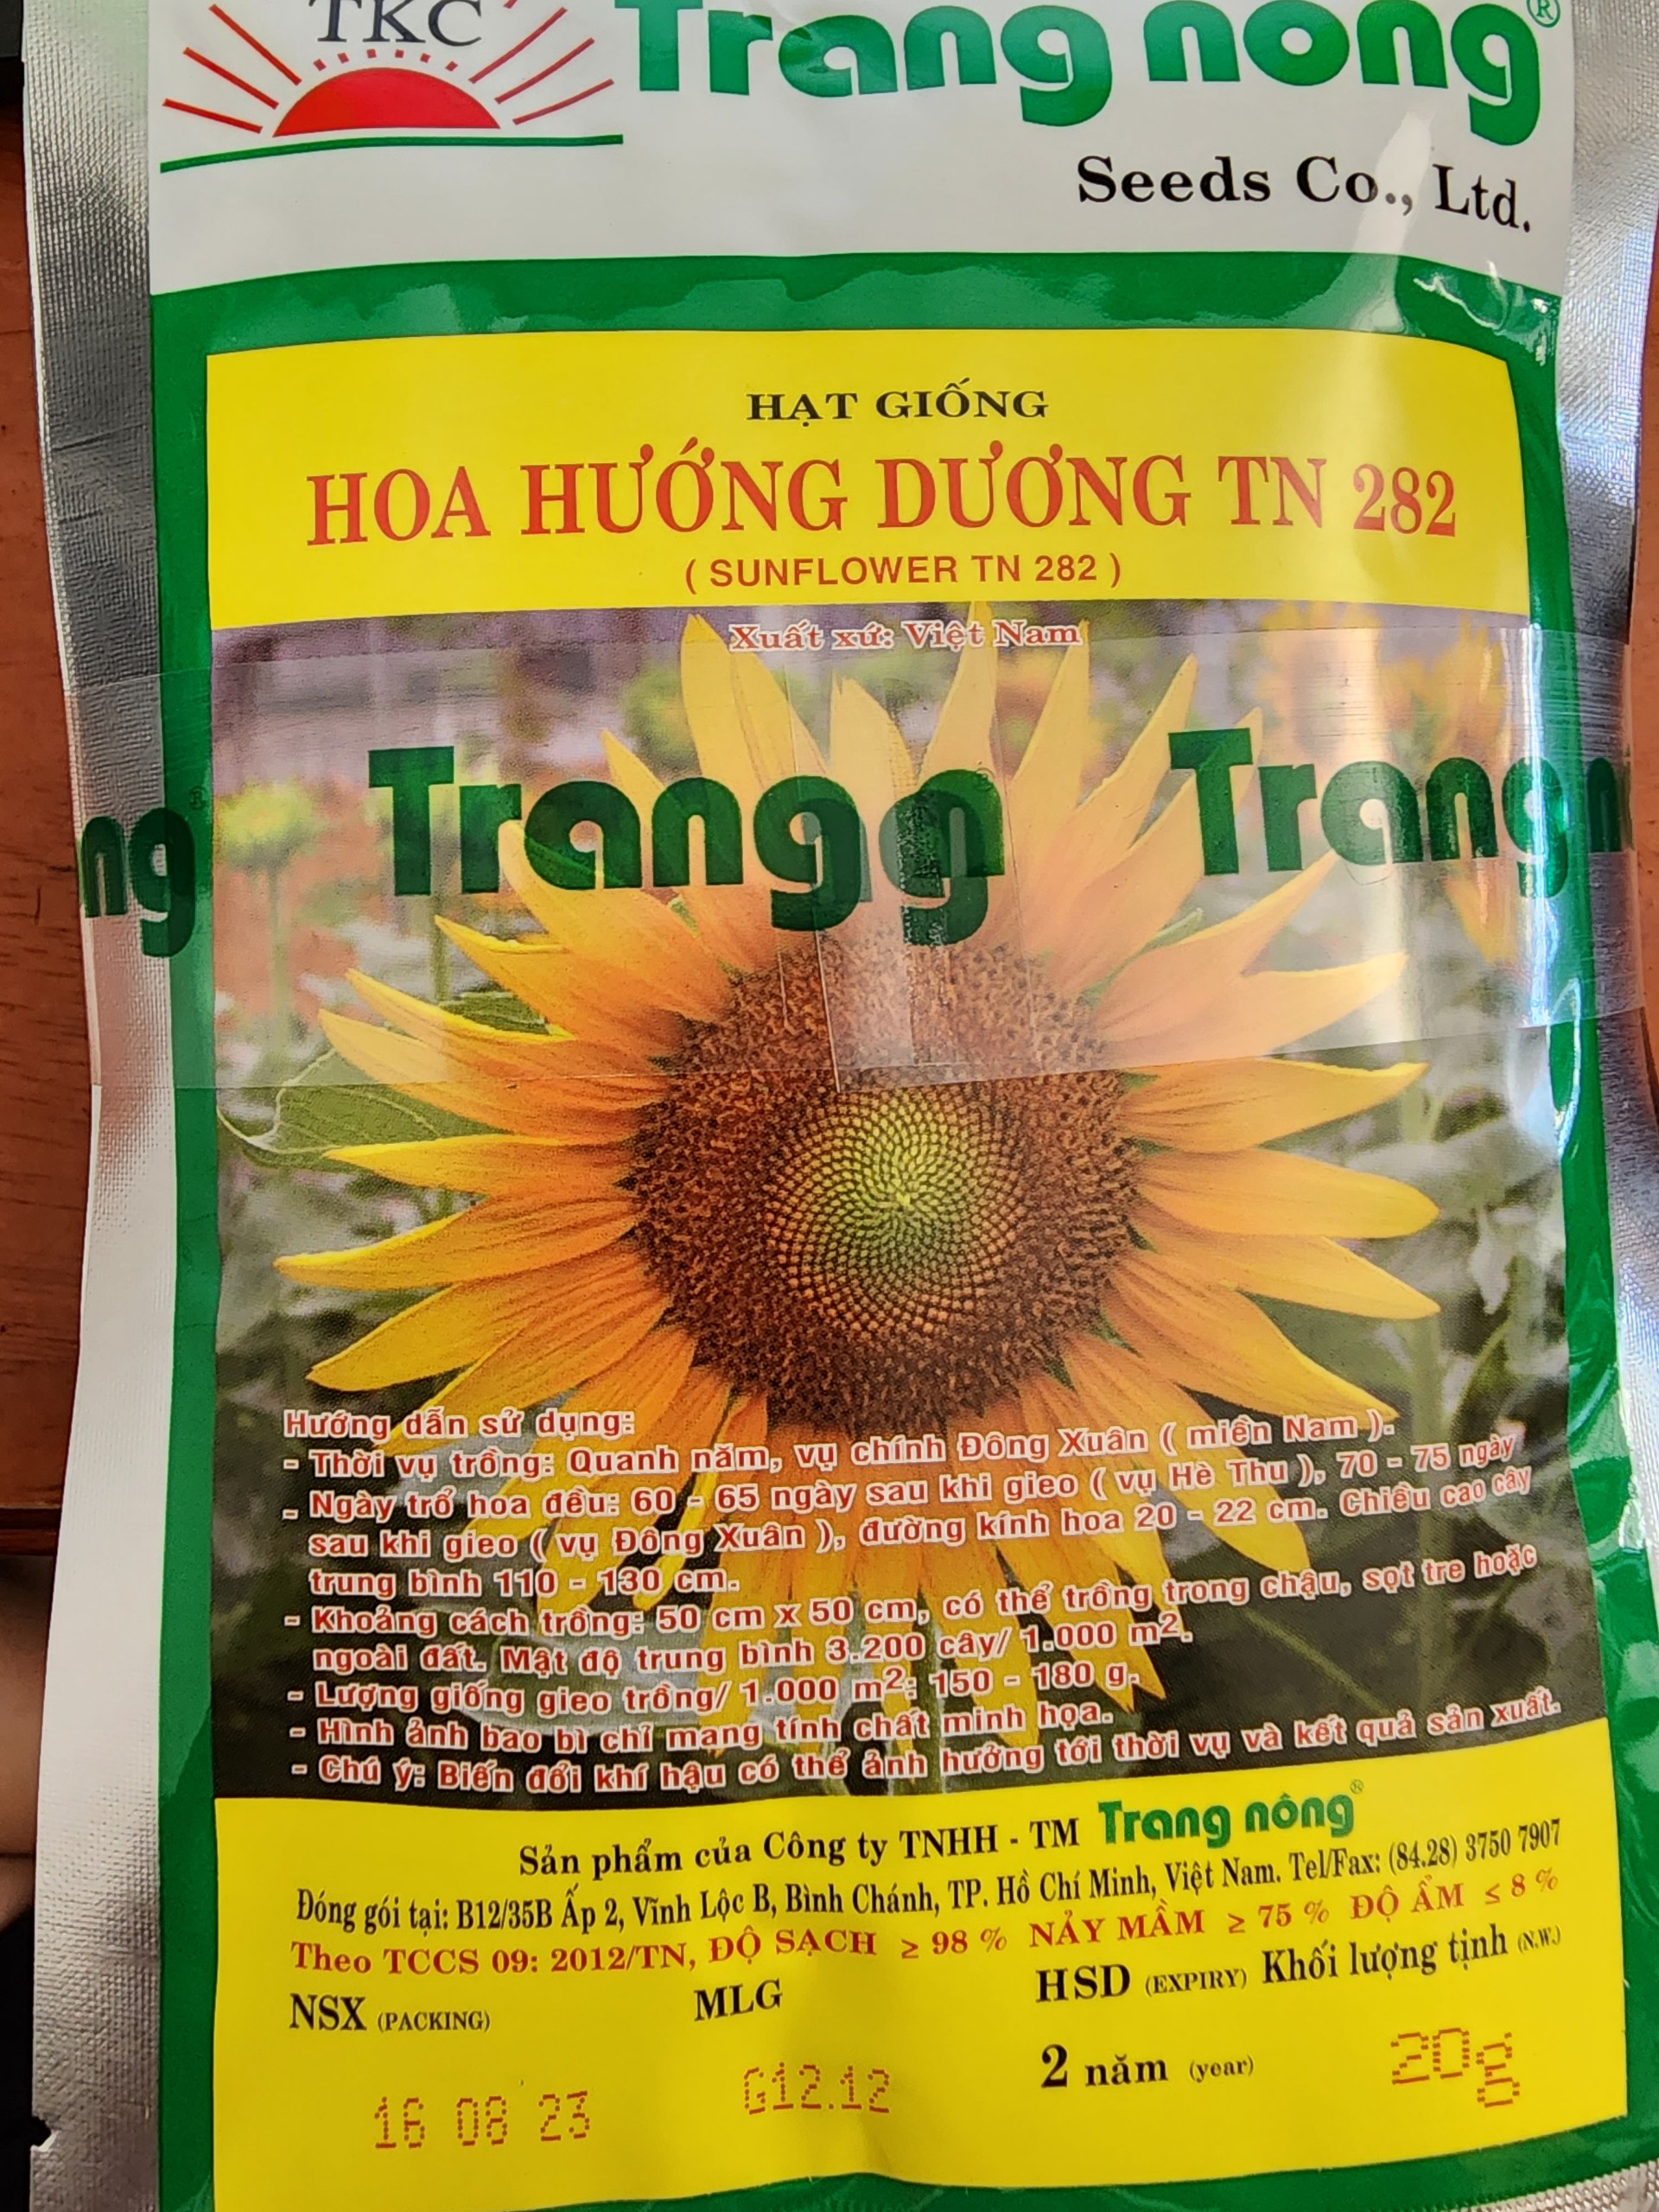 TKC
Trang nông®
Seeds Co., Ltd.
HẠT GIỐNG
HOA HƯỚNG DƯƠNG TN 282
( SUNFLOWER TN 282 )
Xuất xứ: Việt Nam
ng Trangg Trang n
Hướng dẫn sử dụng:
- Thời vụ trồng: Quanh năm, vụ chính Đông Xuân ( miền Nam ).
- Ngày trổ hoa đều: 60 - 65 ngày sau khi gieo ( vụ Hè Thu ), 70 - 75 ngày
sau khi gieo ( vụ Đông Xuân ), đường kính hoa 20 - 22 cm. Chiều cao cây
trung bình 110 - 130 cm.
- Khoảng cách trồng: 50 cm x 50 cm, có thể trồng trong chậu, sọt tre hoặc
ngoài đất. Mật độ trung bình 3.200 cây/ 1.000 m².
- Lượng giống gieo trồng/ 1.000 m²: 150 - 180 g.
- Hình ảnh bao bì chỉ mang tính chất minh họa.
- Chú ý: Biến đổi khí hậu có thể ảnh hưởng tới thời vụ và kết quả sản xuất.
Sản phẩm của Công ty TNHH - TM Trang nông®
Đóng gói tại: B12/35B Ấp 2, Vĩnh Lộc B, Bình Chánh, TP. Hồ Chí Minh, Việt Nam. Tel/Fax: (84.28) 3750 7907
Theo TCCS 09: 2012/TN, ĐỘ SẠCH ≥ 98 % NẢY MẦM ≥ 75 % ĐỘ ẨM ≤ 8 %
NSX (PACKING) MLG HSD (EXPIRY) Khối lượng tịnh (N.W.)
16 08 23 G12.12 2 năm (year) 20g